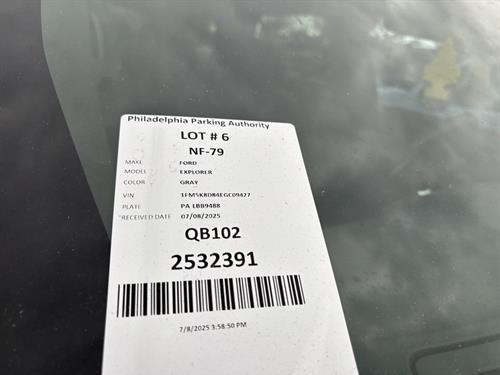 Philadelphia Parking Authority
LOT # 6
NF-79
MAKE FORD
MODEL EXPLORER
COLOR GRAY
VIN 1FM5K8D84EGC09427
PLATE PA LBB9488
RECEIVED DATE 07/08/2025
QB102
2532391
7/8/2025 3:58:50 PM